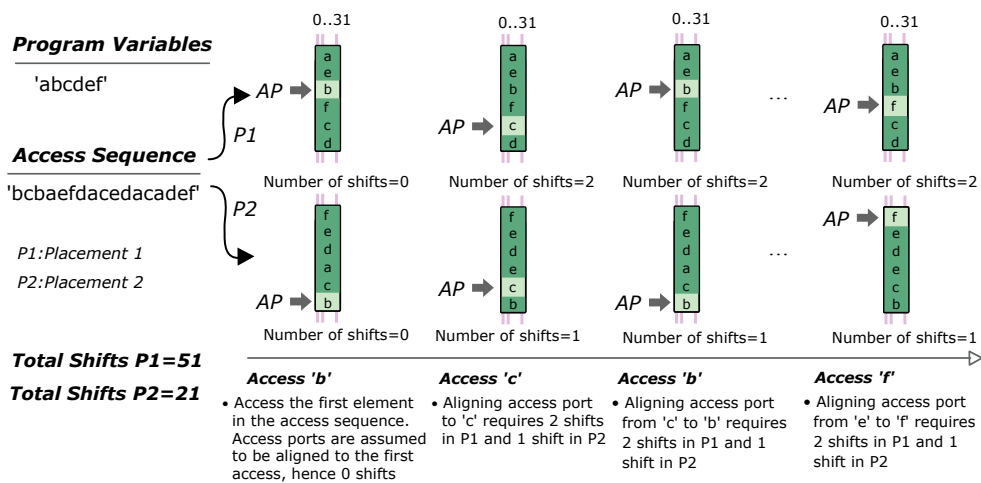 0..31
0..31
0..31
0..31
Program Variables
'abcdef'
Access Sequence
'bcbaefdacedacadef'
P1:Placement 1
P2:Placement 2
P1
P2
AP
a
e
b
f
c
d
Number of shifts=0
AP
a
e
b
f
c
d
Number of shifts=2
AP
a
e
b
f
c
d
Number of shifts=2
...
AP
a
e
b
f
c
d
Number of shifts=2
AP
f
e
d
a
c
b
Number of shifts=0
AP
f
e
d
e
c
b
Number of shifts=1
AP
f
e
d
a
c
b
Number of shifts=1
...
AP
f
e
d
e
c
b
Number of shifts=1
Total Shifts P1=51
Total Shifts P2=21
Access 'b'
• Access the first element
in the access sequence.
Access ports are assumed
to be aligned to the first
access, hence 0 shifts
Access 'c'
• Aligning access port
to 'c' requires 2 shifts
in P1 and 1 shift in P2
Access 'b'
• Aligning access port
from 'c' to 'b' requires
2 shifts in P1 and 1
shift in P2
Access 'f'
• Aligning access port
from 'e' to 'f' requires
2 shifts in P1 and 1
shift in P2